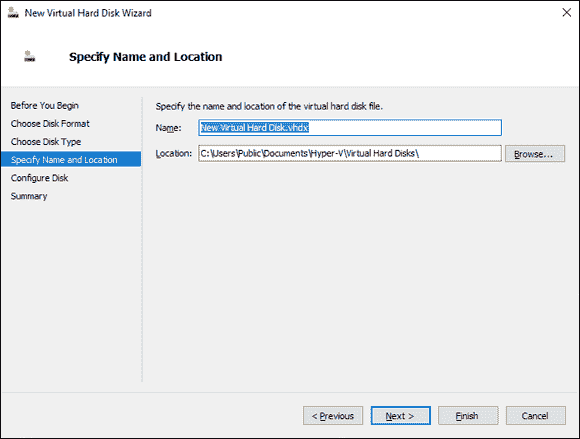 New Virtual Hard Disk Wizard
Specify Name and Location
Before You Begin
Choose Disk Format
Choose Disk Type
Specify Name and Location
Configure Disk
Summary
Specify the name and location of the virtual hard disk file.
Name: New Virtual Hard Disk.vhdx
Location: C:\Users\Public\Documents\Hyper-V\Virtual Hard Disks\ Browse...
< Previous Next > Finish Cancel